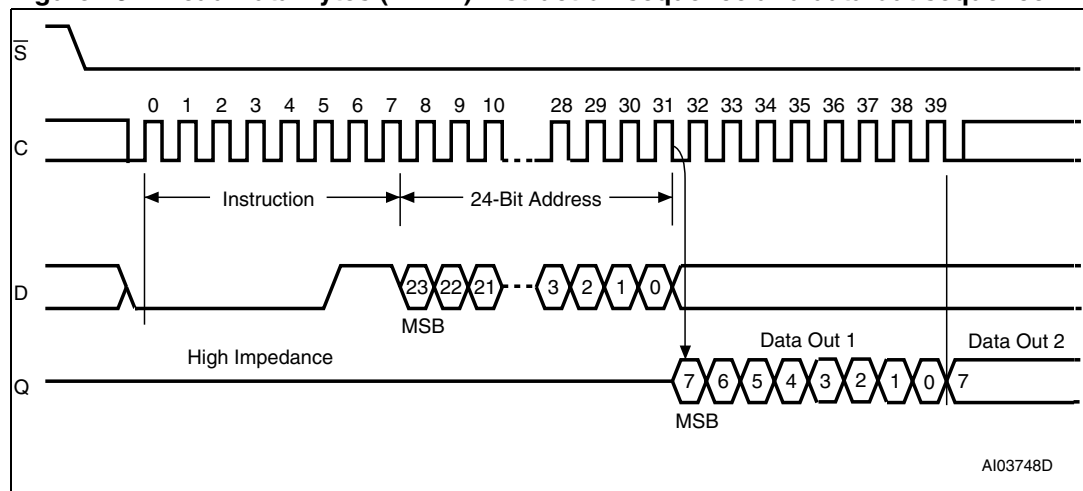 S
0 1 2 3 4 5 6 7 8 9 10 28 29 30 31 32 33 34 35 36 37 38 39
C
Instruction 24-Bit Address
D
23 22 21 3 2 1 0
MSB
High Impedance Data Out 1 Data Out 2
Q
7 6 5 4 3 2 1 0 7
MSB
AI03748D